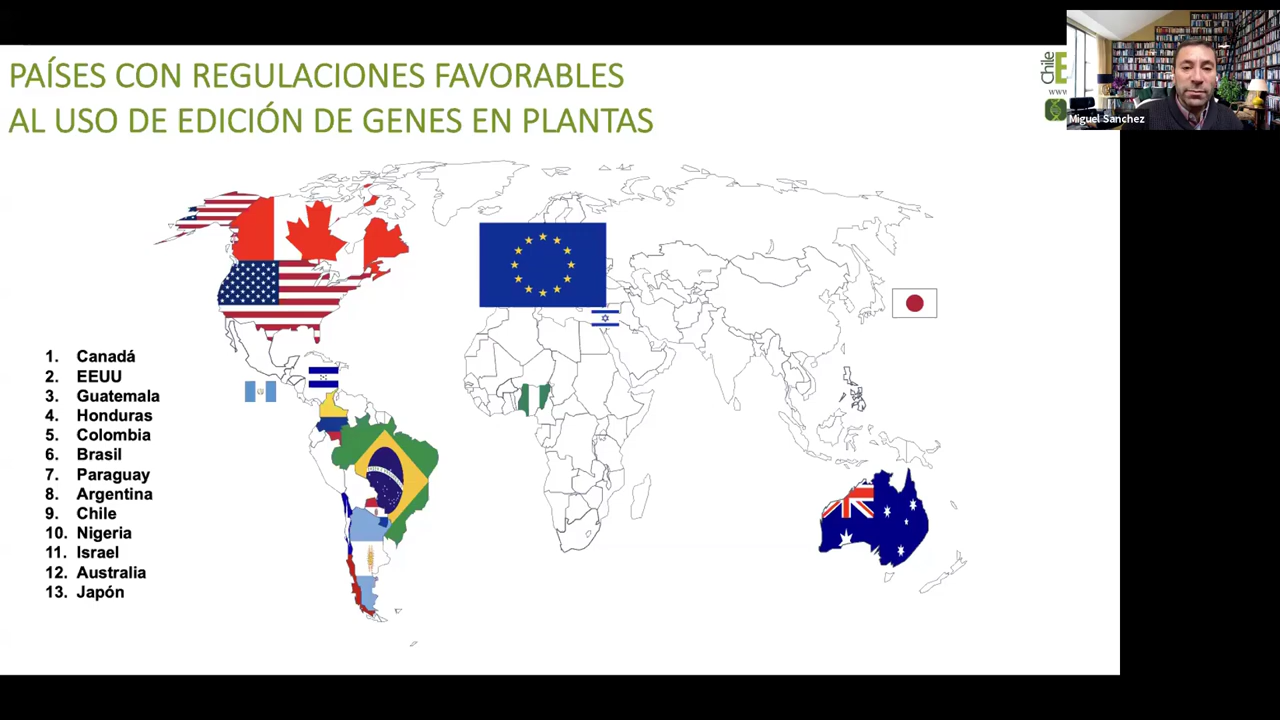 PAÍSES CON REGULACIONES FAVORABLES
AL USO DE EDICIÓN DE GENES EN PLANTAS
Chile
E
www
Miguel Sanchez
1. Canadá
2. EEUU
3. Guatemala
4. Honduras
5. Colombia
6. Brasil
7. Paraguay
8. Argentina
9. Chile
10. Nigeria
11. Israel
12. Australia
13. Japón